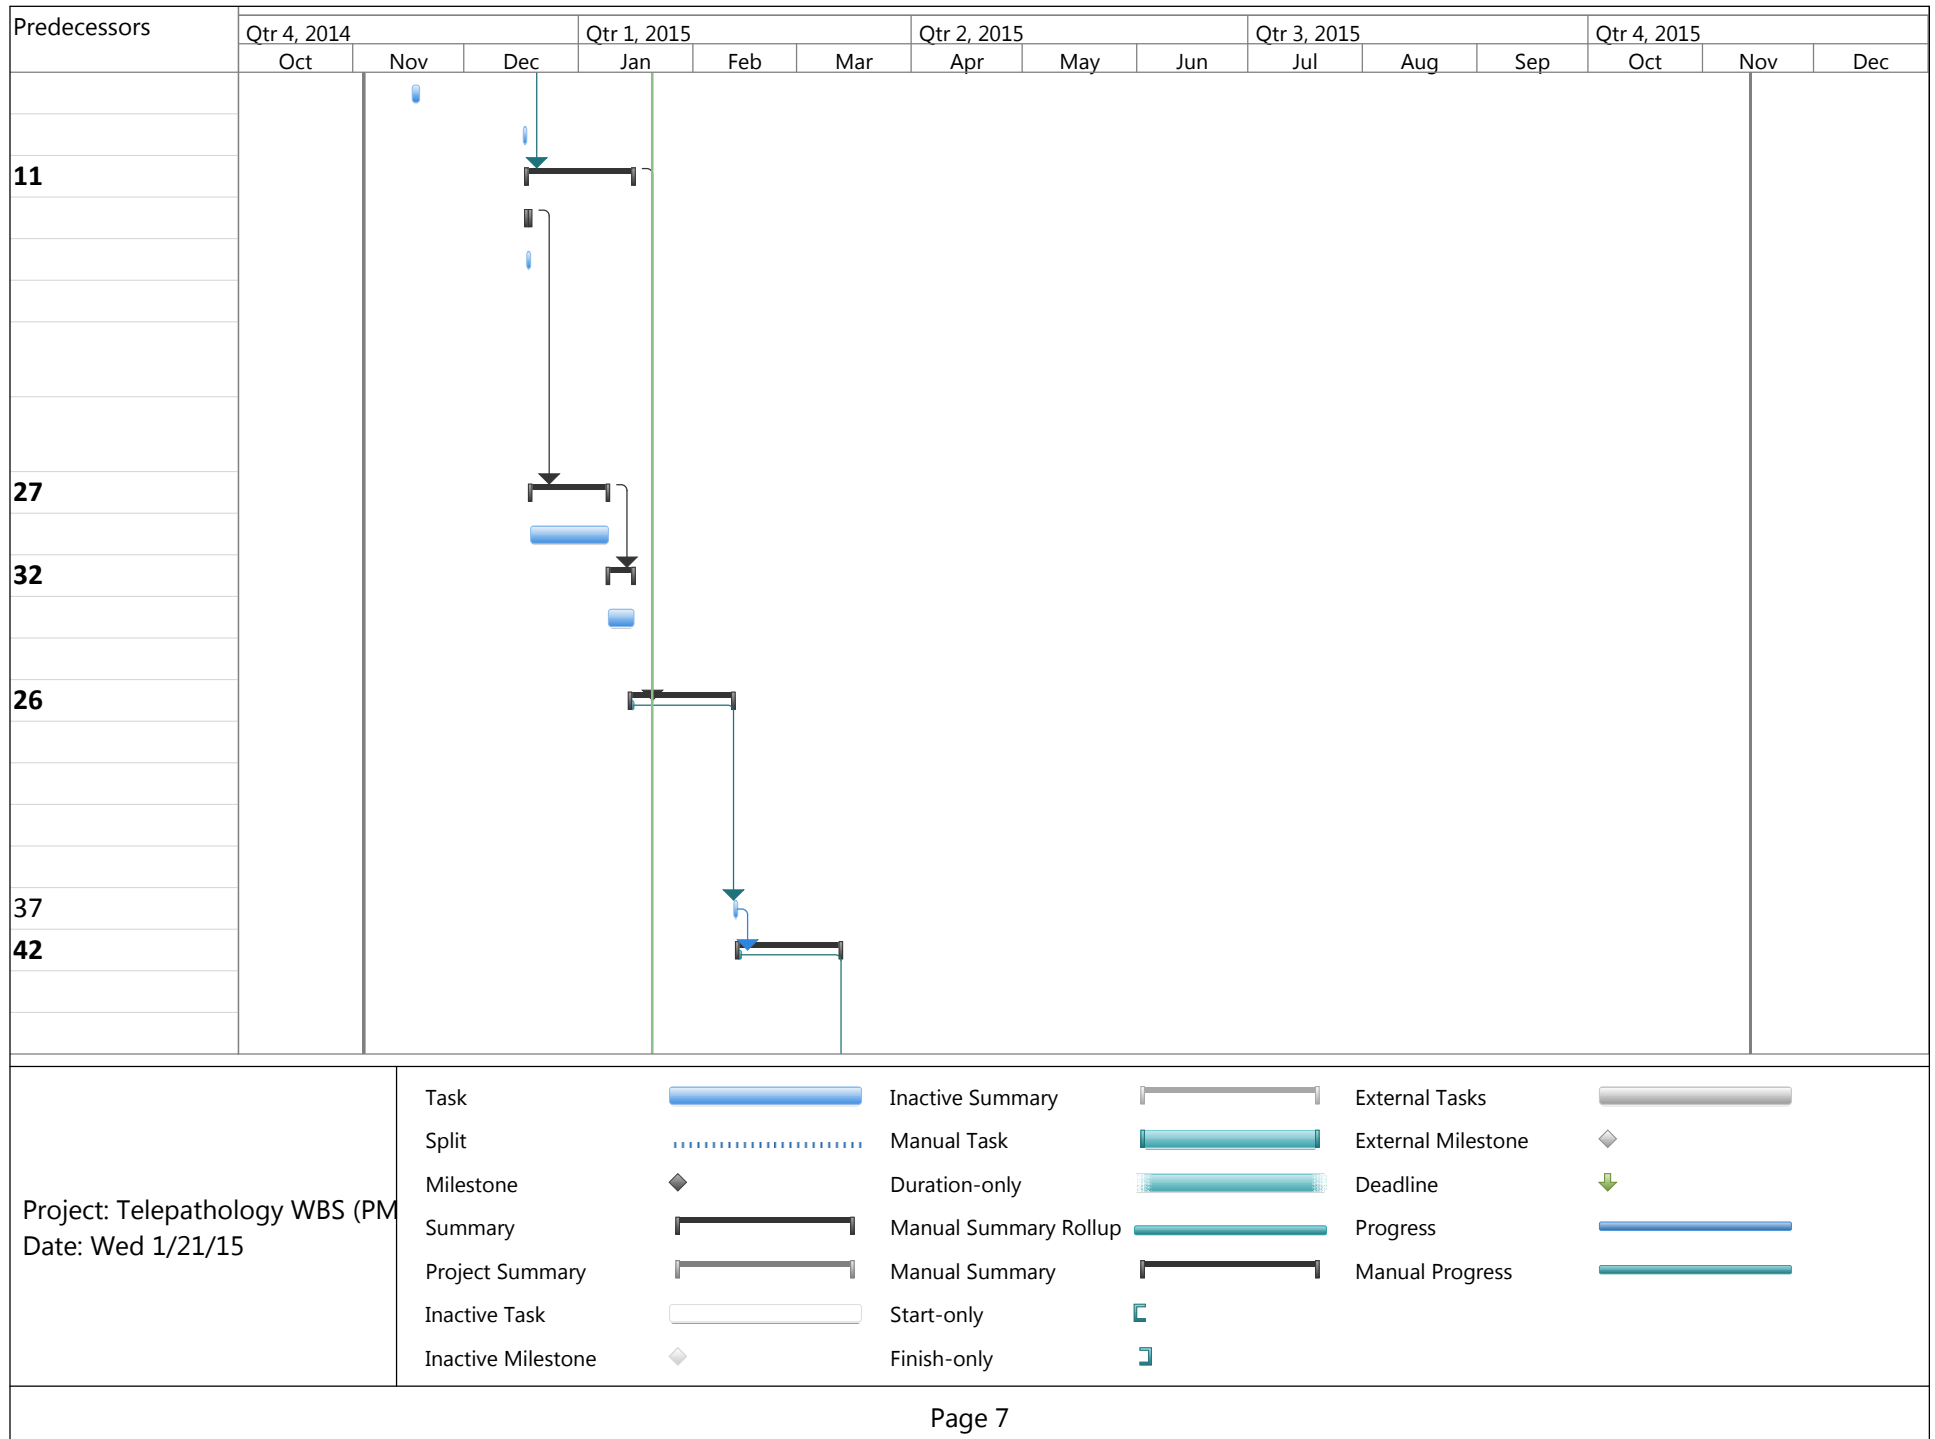 Predecessors
Qtr 4, 2014 Qtr 1, 2015 Qtr 2, 2015 Qtr 3, 2015 Qtr 4, 2015
Oct Nov Dec Jan Feb Mar Apr May Jun Jul Aug Sep Oct Nov Dec
11
27
32
26
37
42
Project: Telepathology WBS (PM
Date: Wed 1/21/15
Task
Split
Milestone
Summary
Project Summary
Inactive Task
Inactive Milestone
Inactive Summary
Manual Task
Duration-only
Manual Summary Rollup
Manual Summary
Start-only
Finish-only
External Tasks
External Milestone
Deadline
Progress
Manual Progress
Page 7